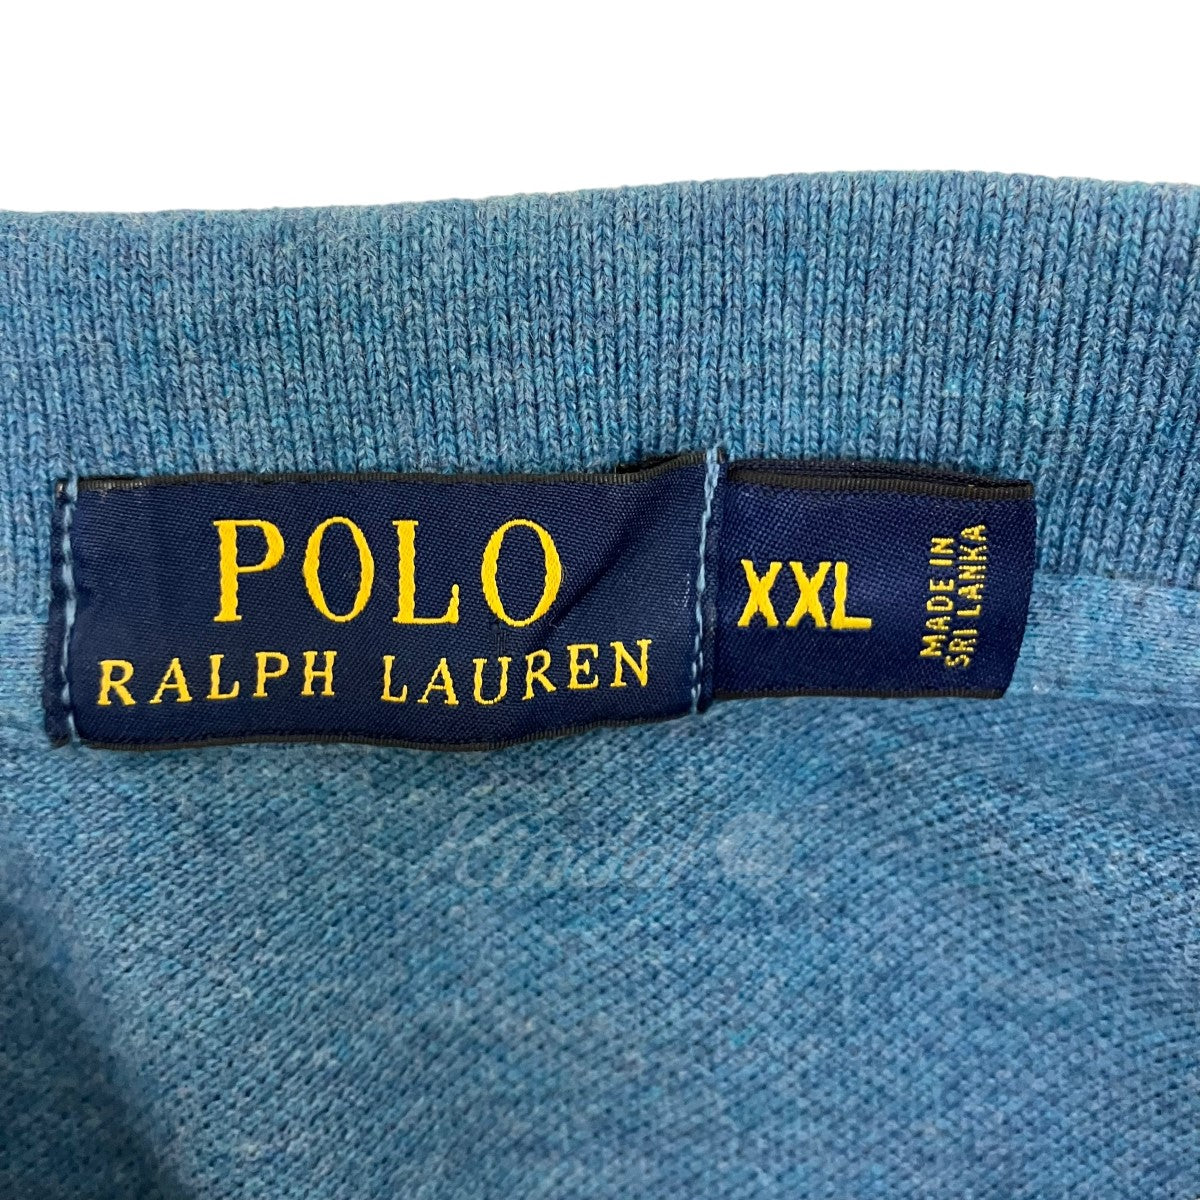 POLO
RALPH LAUREN
XXL
MADE IN
SRI LANKA